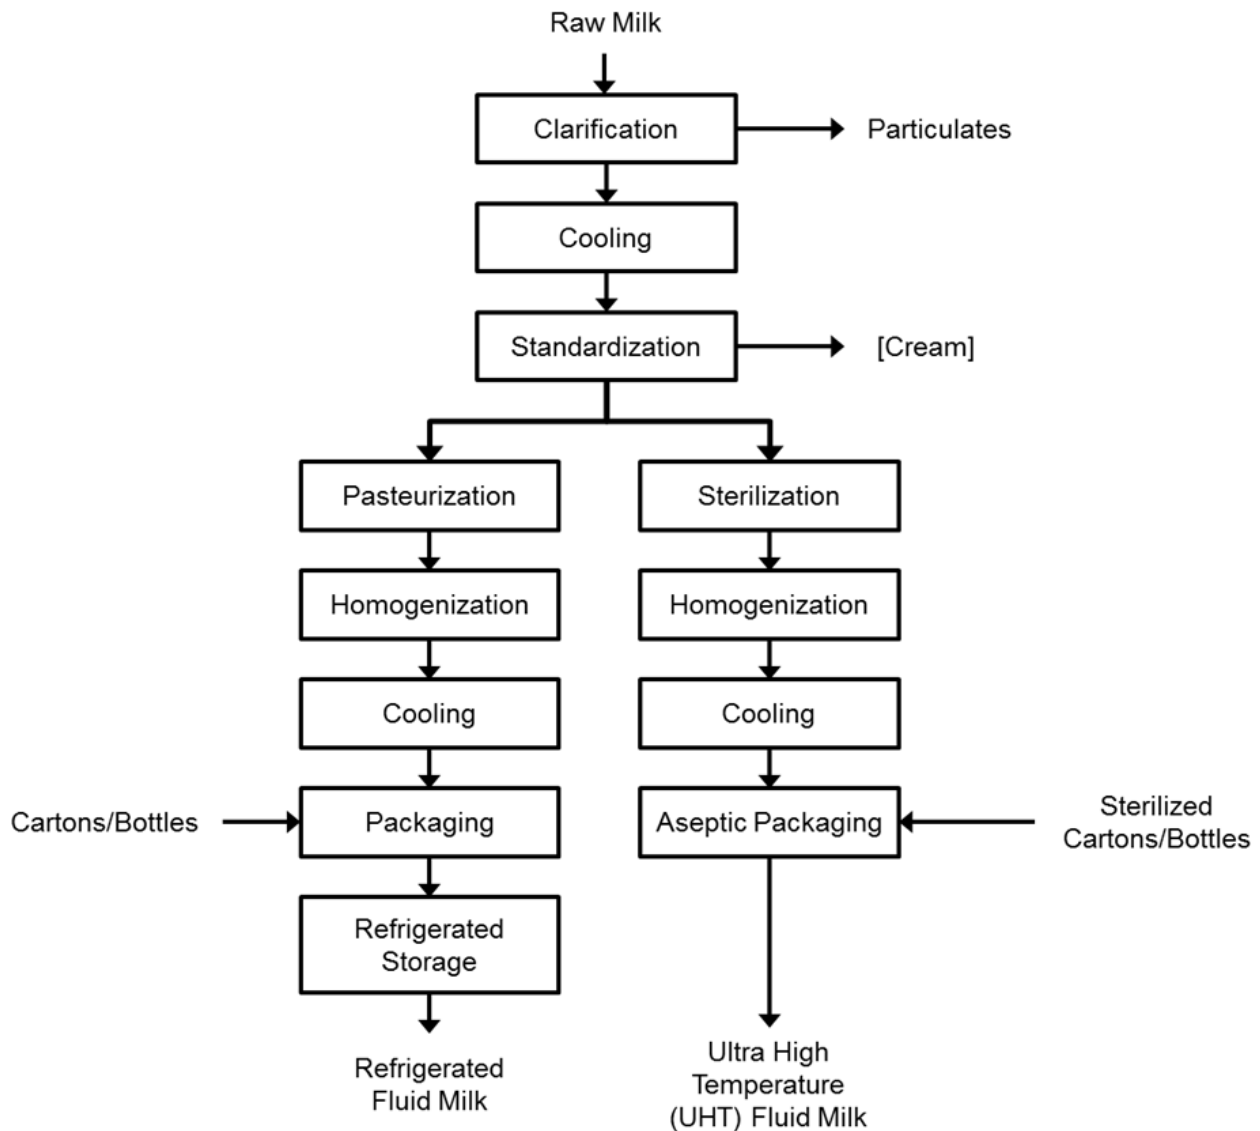 Raw Milk
Clarification
Particulates
Cooling
Standardization
[Cream]
Pasteurization
Sterilization
Homogenization
Homogenization
Cooling
Cooling
Cartons/Bottles
Packaging
Aseptic Packaging
Sterilized
Cartons/Bottles
Refrigerated
Storage
Refrigerated
Fluid Milk
Ultra High
Temperature
(UHT) Fluid Milk